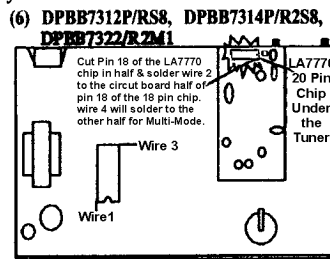 (6) DPBB7312P/RS8, DPBB7314P/R2S8,
DPBB7322/R2M1
Cut Pin 18 of the LA7770
chip in half & solder wire 2
to the circut board half of
pin 18 of the 18 pin chip.
wire 4 will solder to the
other half for Multi-Mode.
LA7770
20 Pin
Chip
Under
the
Tuner
Wire 3
Wire1